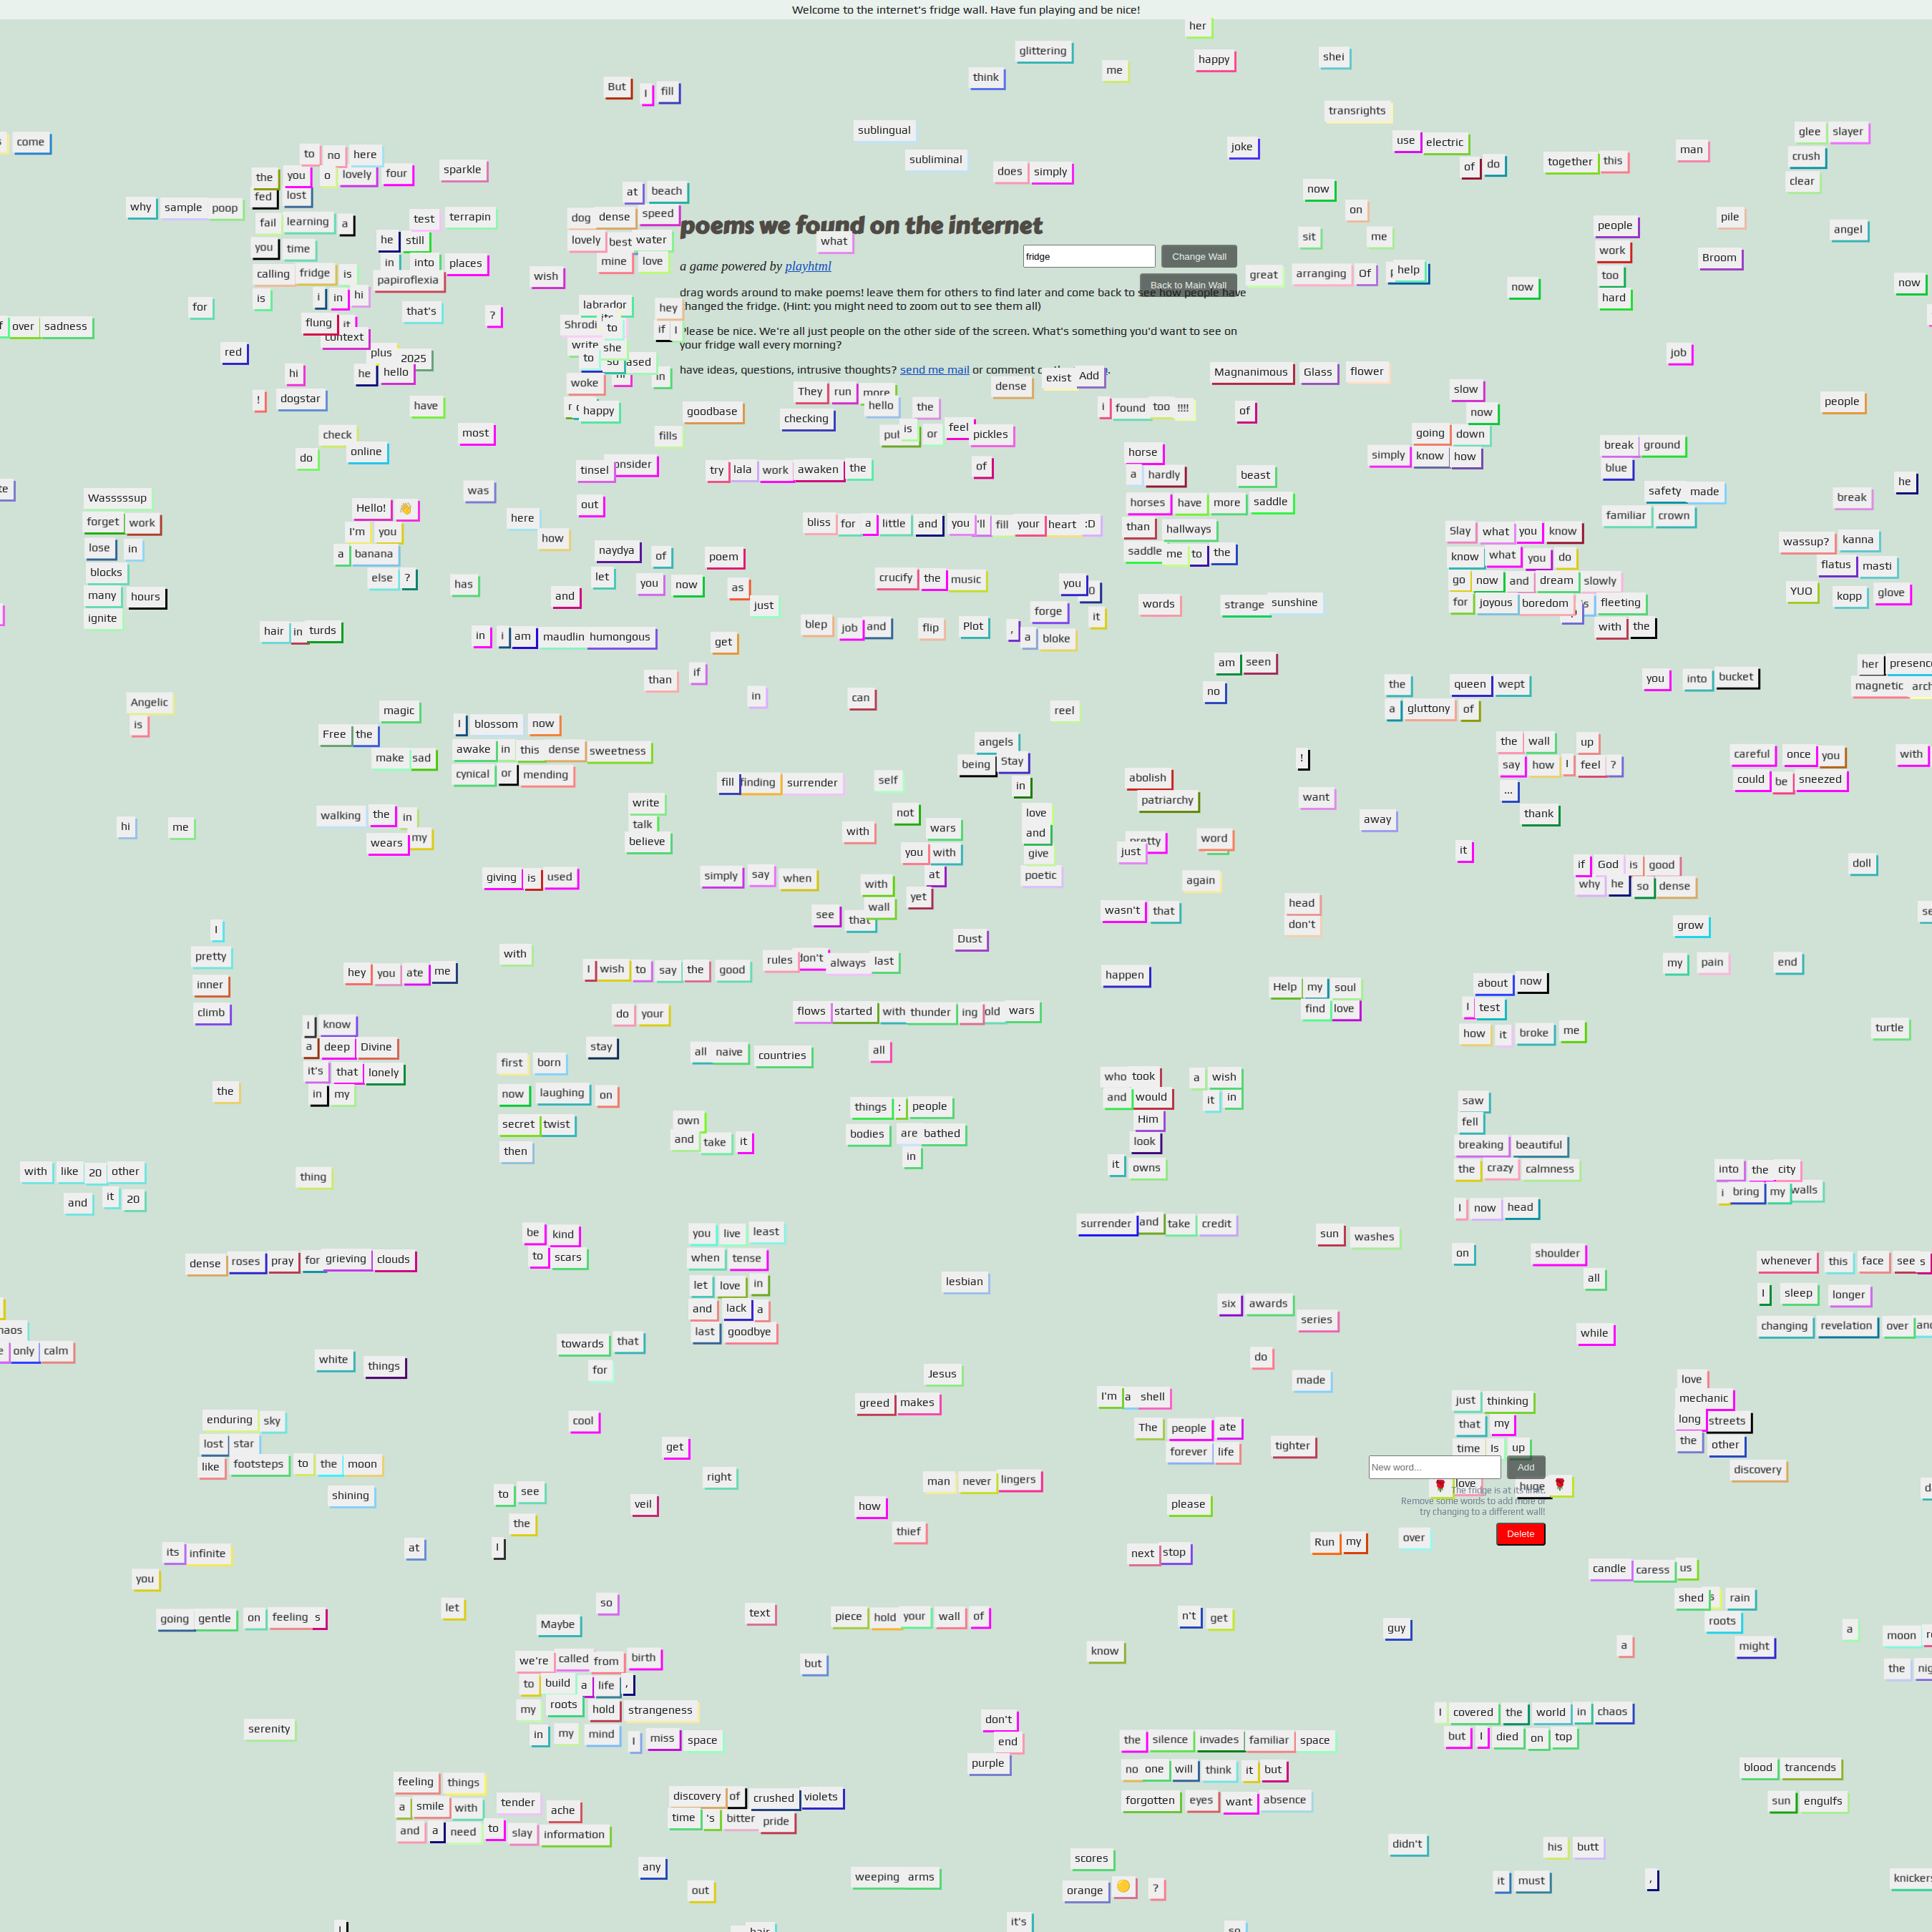 Welcome to the internet's fridge wall. Have fun playing and be nice!
her
glittering
happy
shei
think
me
But I fill
transrights
sublingual
come
glee slayer
use electric
joke
man
to no here
subliminal
crush
together this
of do
does simply
sparkle
the you o lovely four
clear
at beach
now
fed lost
why sample poop
on
dog dense speed
test terrapin
pile
fail learning a
people
poems we found on the internet
angel
sit me
he still
lovely best water
what
you time
work
fridge Change Wall
Broom
mine love
in into places
a game powered by playhtml
calling fridge is
too
great arranging Of help
wish
papiroflexia
Back to Main Wall
now
now
drag words around to make poems! leave them for others to find later and come back to see how people have
changed the fridge. (Hint: you might need to zoom out to see them all)
is
i in hi
hard
labrador
hey
for
that's
?
over sadness
flung it
Shrodi to
if I
Please be nice. We're all just people on the other side of the screen. What's something you'd want to see on
your fridge wall every morning?
context
write she
red
plus 2025
job
to so ased
have ideas, questions, intrusive thoughts? send me mail or comment
hi
he hello
Magnanimous Glass flower
exist Add
woke in
dense
slow
They run more
! dogstar
people
have
hello the
i found too !!!!
happy
goodbase
of
now
checking
check
most
fills
is or feel pickles
going down
break ground
do online
simply know how
horse
tinsel onsider
try lala work awaken the
of
blue
a hardly
beast
he
was
safety made
Wasssssup
break
horses have more saddle
out
Hello! 👋
familiar crown
forget work
here
bliss for a little and you 'll fill your heart :D
than hallways
I'm you
Slay what you know
how
wassup? kanna
lose in
a banana
naydya of poem
saddle me to the
know what you do
flatus masti
blocks
else ?
let
crucify the music
go now and dream slowly
has
you now as
you
YUO kopp glove
many hours
and
just
words
strange sunshine
for joyous boredom s fleeting
forge
it
ignite
blep job and flip Plot ,
with the
hair in turds
in i am maudlin humongous
a bloke
get
am seen
her presence
than if
you into bucket
the queen wept
no
magnetic arch
in
can
Angelic
a gluttony of
magic
reel
is
I blossom now
Free the
the wall up
angels
awake in this dense sweetness
make sad
careful once you
with
being Stay
!
say how I feel ?
cynical or mending
abolish
could be sneezed
fill finding surrender
self
in
...
patriarchy
want
write
not
love
walking the in
thank
away
talk
hi me
with wars
and
wears my
believe
pretty word
you with
give
just
it
if God is good
doll
giving is used
simply say when
at
poetic
with
again
why he so dense
yet
wall
see that
wasn't that
head
don't
grow
I
Dust
with
pretty
rules don't always last
my pain end
hey you ate me
I wish to say the good
happen
inner
about now
Help my soul
climb
do your
flows started with thunder ing old wars
find love
I test
I know
turtle
how it broke me
a deep Divine
stay
all naive countries
all
first born
it's that lonely
who took
a wish
the
in my
now laughing on
and would
it in
saw
things : people
secret twist
own
Him
fell
bodies are bathed
and take it
look
breaking beautiful
then
in
it owns
the crazy calmness
into the city
with like 20 other
thing
i bring my walls
and it 20
I now head
surrender and take credit
be kind
you live least
sun washes
to scars
on
shoulder
dense roses pray for grieving clouds
when tense
whenever this face see s
all
lesbian
let love in
I sleep longer
six awards
and lack a
series
changing revelation over and
last goodbye
while
towards that
only calm
white things
for
do
Jesus
made
love
I'm a shell
mechanic
greed makes
just thinking
enduring sky
cool
long streets
The people ate
that my
lost star
get
the other
forever life
tighter
time Is up
like footsteps to the moon
right
New word... Add
discovery
man never lingers
🌹 love huge 🌹
The fridge is at its limit.
Remove some words to add more or
try changing to a different wall!
shining
to see
veil
how
please
the
thief
Delete
I
Run my
over
at
its infinite
next stop
candle caress us
you
shed s rain
let
so
text
going gentle on feeling s
piece hold your wall of
n't get
roots
Maybe
guy
a
moon
a
might
we're called from birth
know
but
the
to build a life ,
my roots hold strangeness
I covered the world in chaos
serenity
don't
in my mind I miss space
the silence invades familiar space
but I died on top
end
purple
no one will think it but
blood trancends
feeling things
discovery of crushed violets
forgotten eyes want absence
sun engulfs
a smile with tender ache
time 's bitter pride
and a need to slay information
didn't
his butt
scores
any
weeping arms
it must
,
knickers
out
orange 🟡 ?
it's